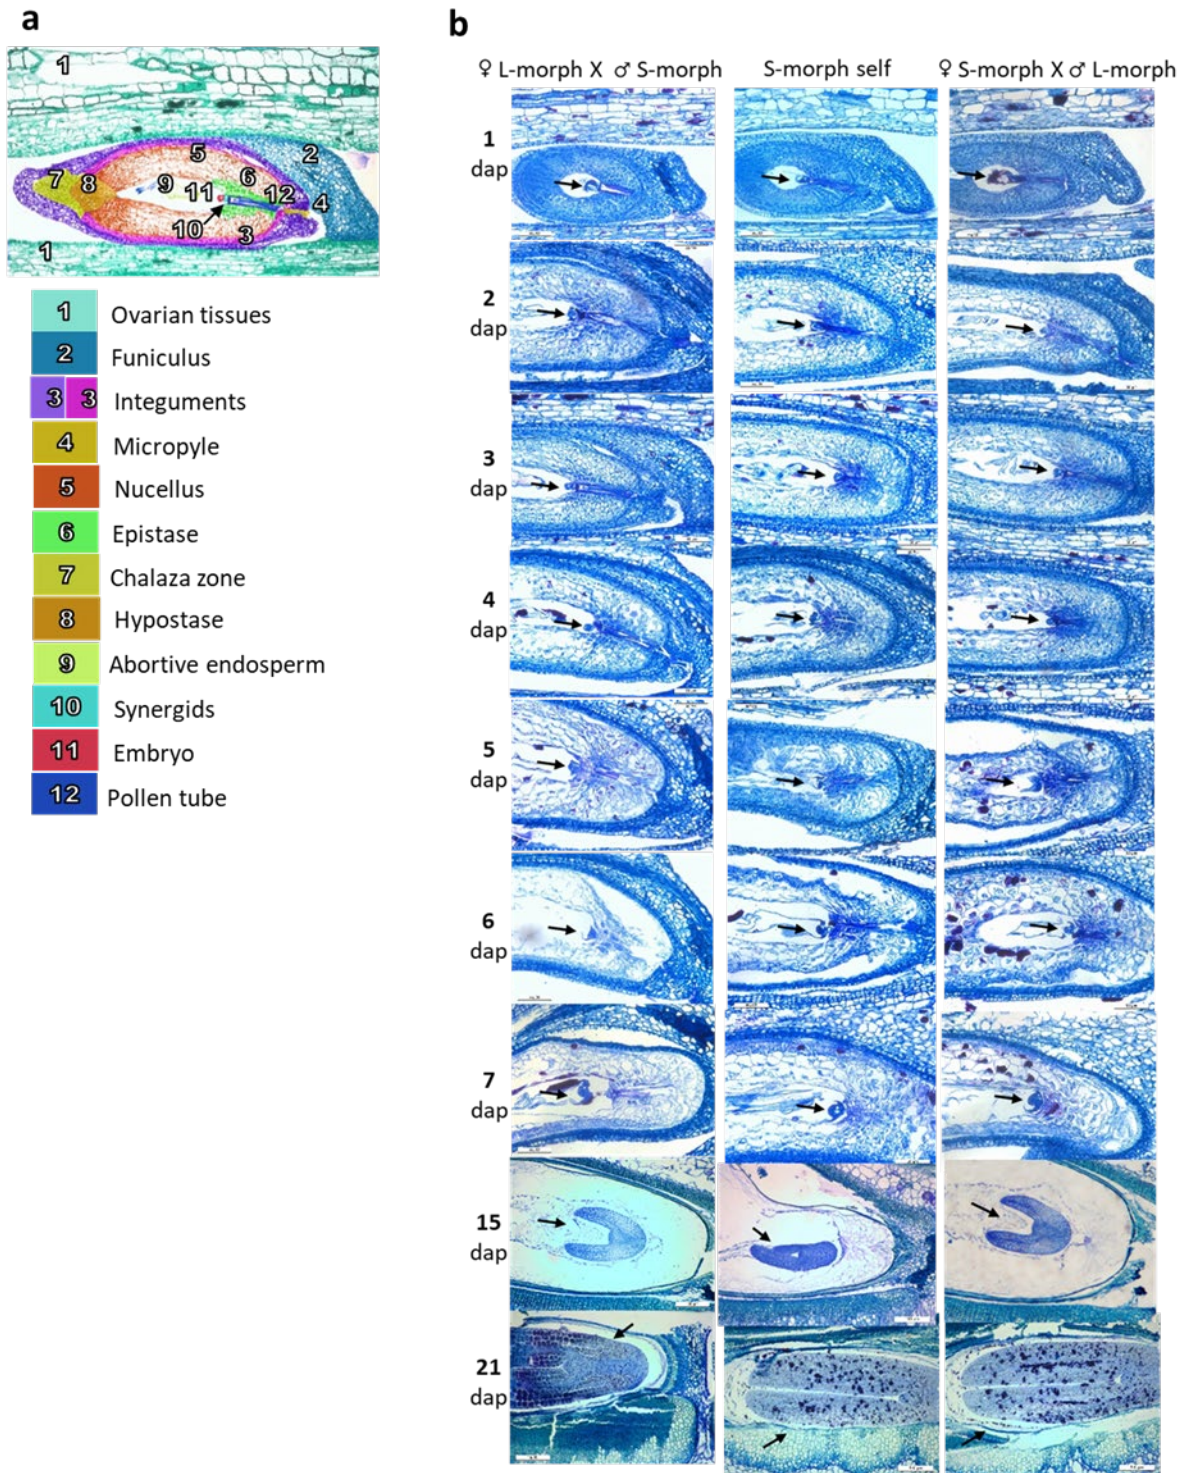 a
1
2
5
6
7
8
9
11
12
4
10
3
1
1 Ovarian tissues
2 Funiculus
3 3 Integuments
4 Micropyle
5 Nucellus
6 Epistase
7 Chalaza zone
8 Hypostase
9 Abortive endosperm
10 Synergids
11 Embryo
12 Pollen tube
b
♀ L-morph X ♂ S-morph
S-morph self
♀ S-morph X ♂ L-morph
1
dap
2
dap
3
dap
4
dap
5
dap
6
dap
7
dap
15
dap
21
dap